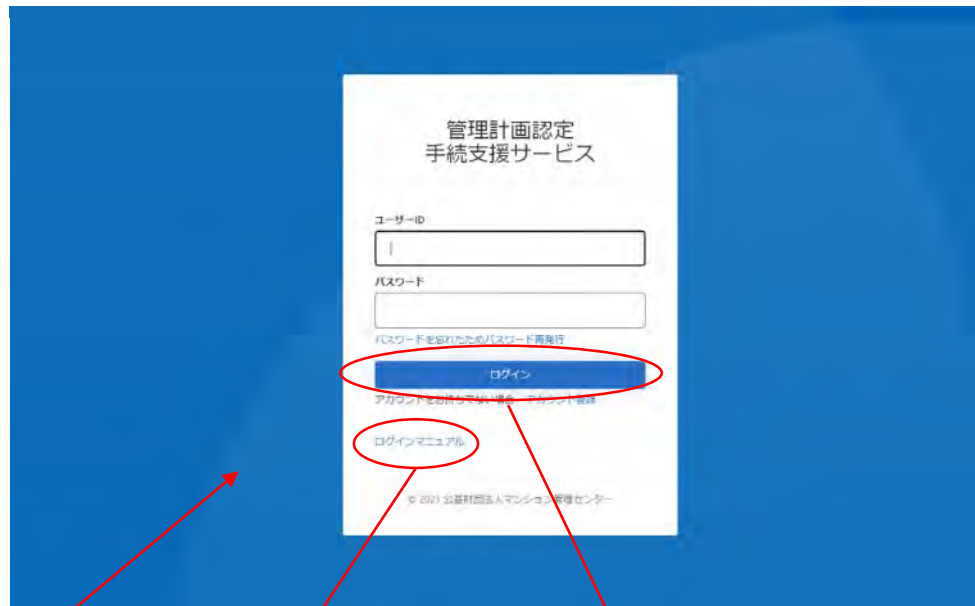 管理計画認定
手続支援サービス
ユーザーID
パスワード
パスワードを忘れたためパスワード再発行
ログイン
アカウントをお持ちでない場合 アカウント登録
ログインマニュアル
© 2021 公益財団法人マンション管理センター